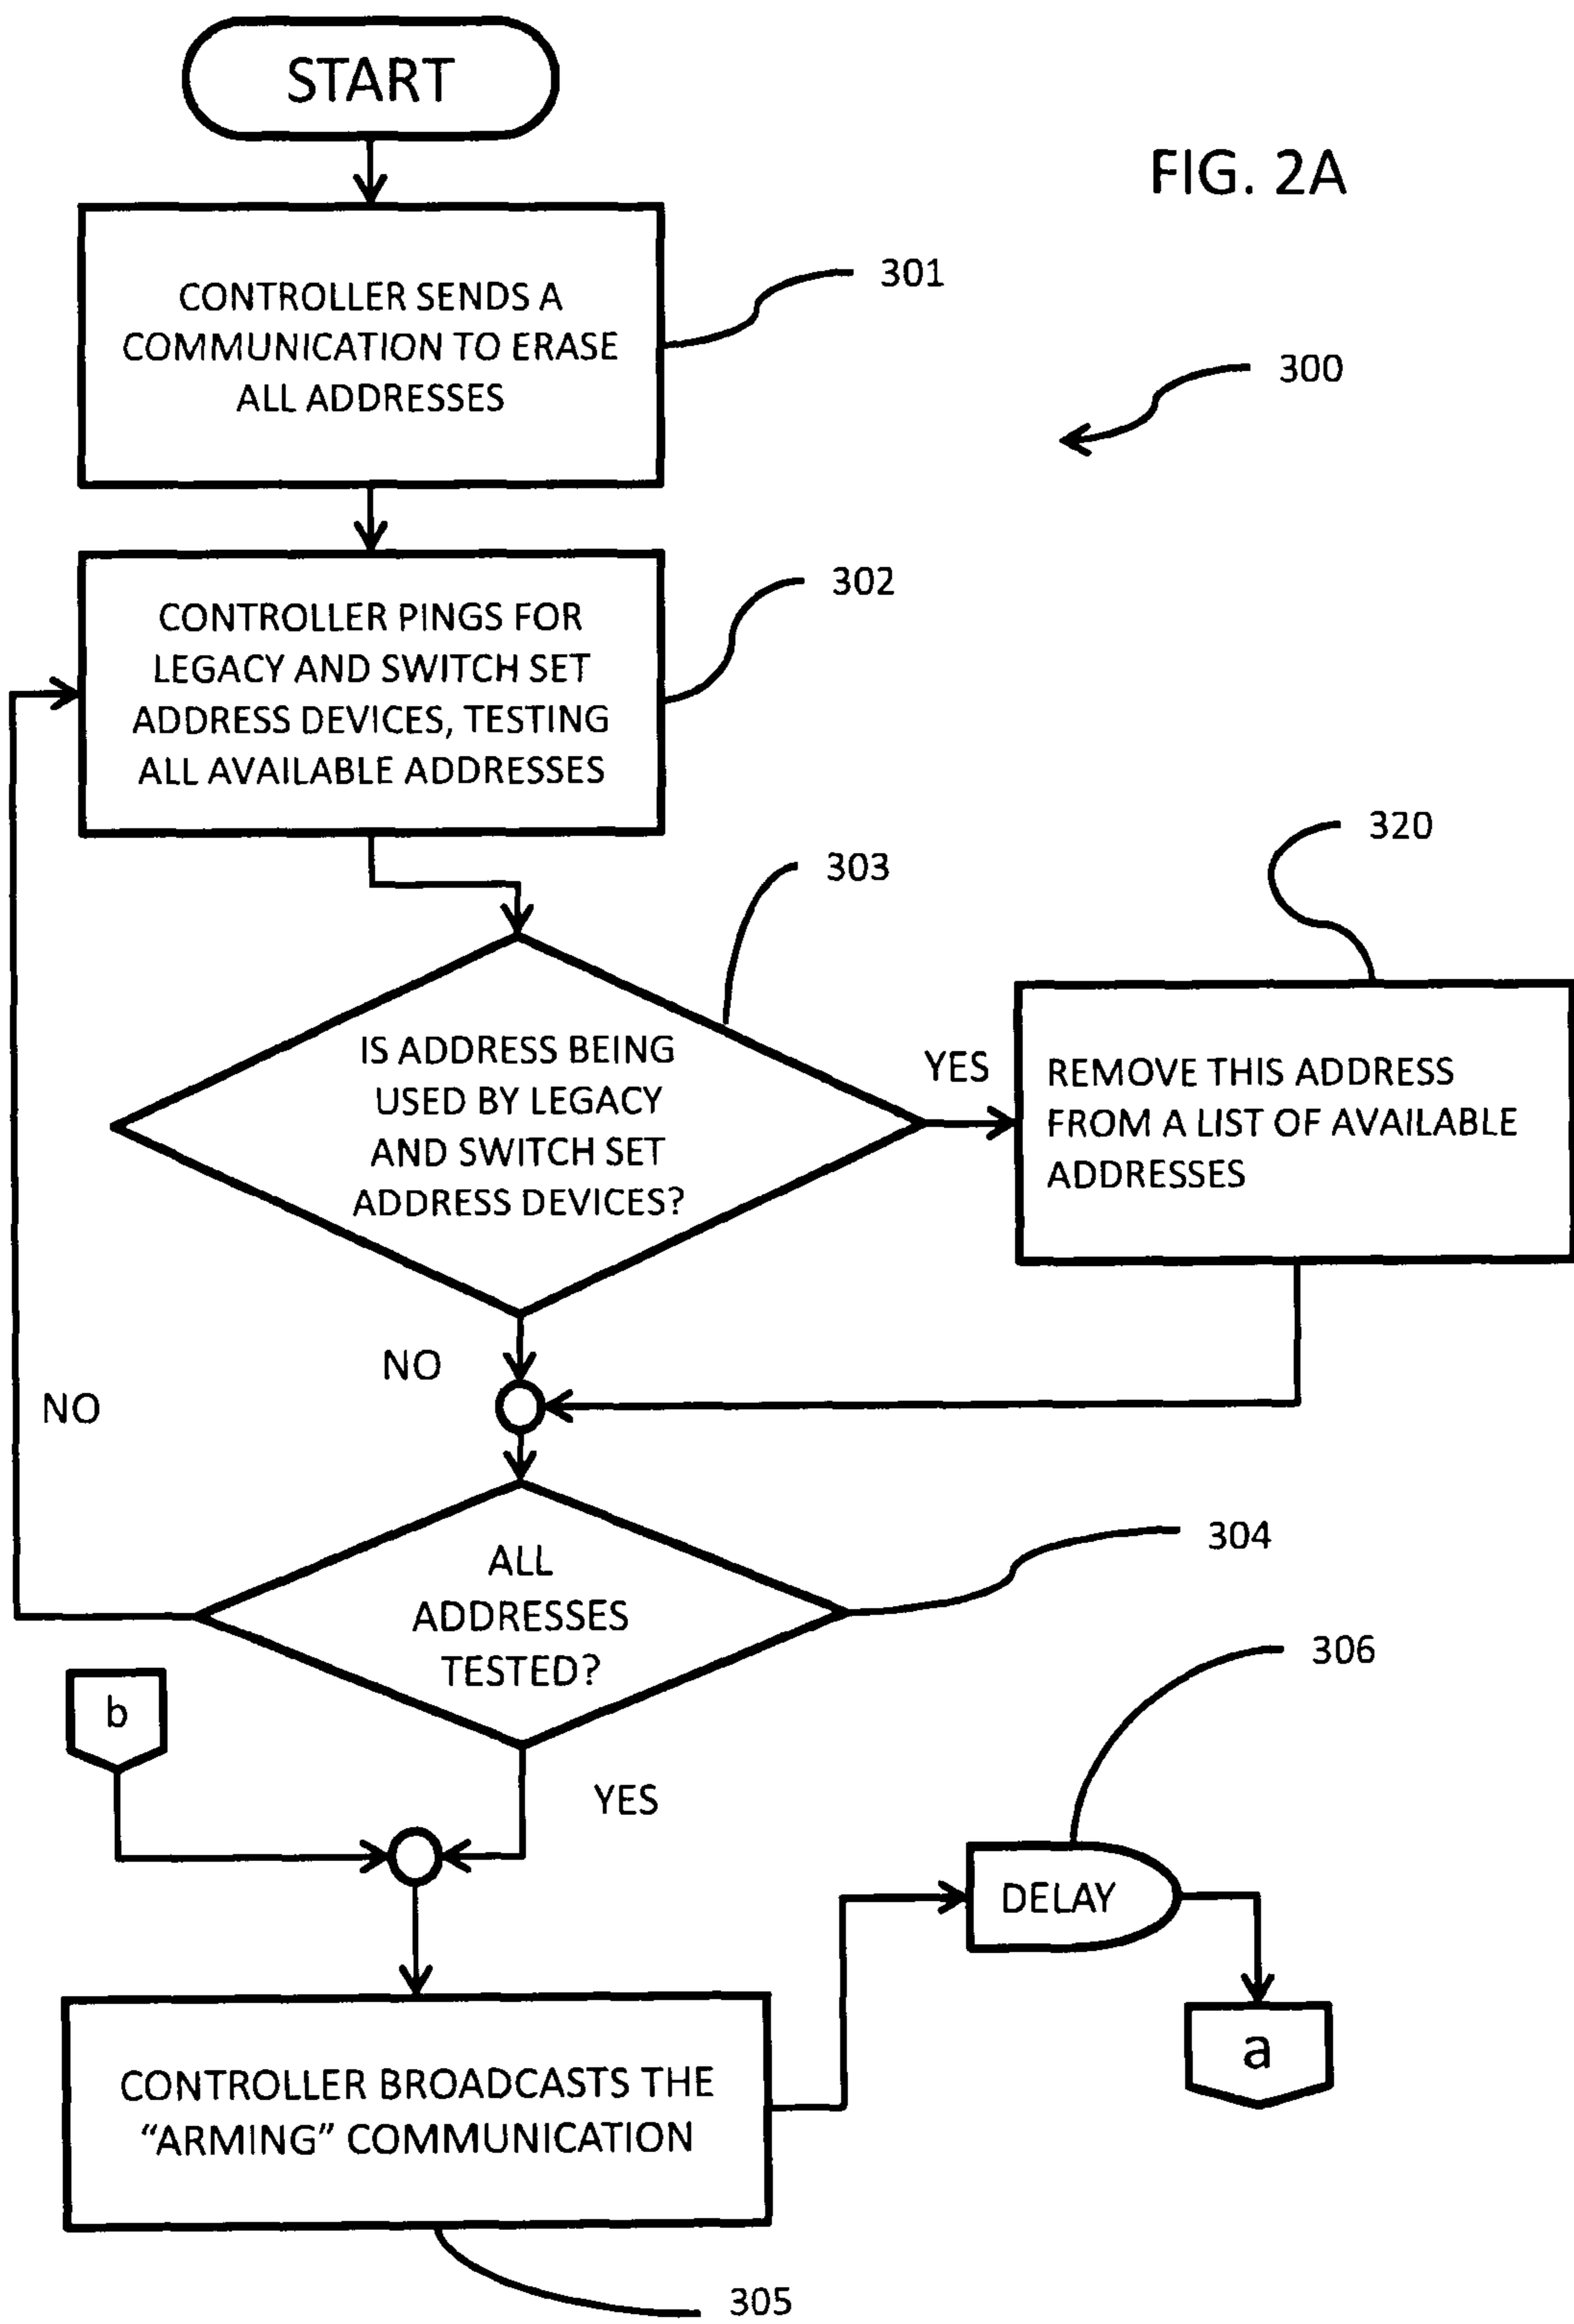 START
FIG. 2A
CONTROLLER SENDS A
COMMUNICATION TO ERASE
ALL ADDRESSES
301
300
CONTROLLER PINGS FOR
LEGACY AND SWITCH SET
ADDRESS DEVICES, TESTING
ALL AVAILABLE ADDRESSES
302
303
320
IS ADDRESS BEING
USED BY LEGACY
AND SWITCH SET
ADDRESS DEVICES?
YES
REMOVE THIS ADDRESS
FROM A LIST OF AVAILABLE
ADDRESSES
NO
NO
ALL
ADDRESSES
TESTED?
304
306
b
YES
DELAY
a
CONTROLLER BROADCASTS THE
“ARMING” COMMUNICATION
305